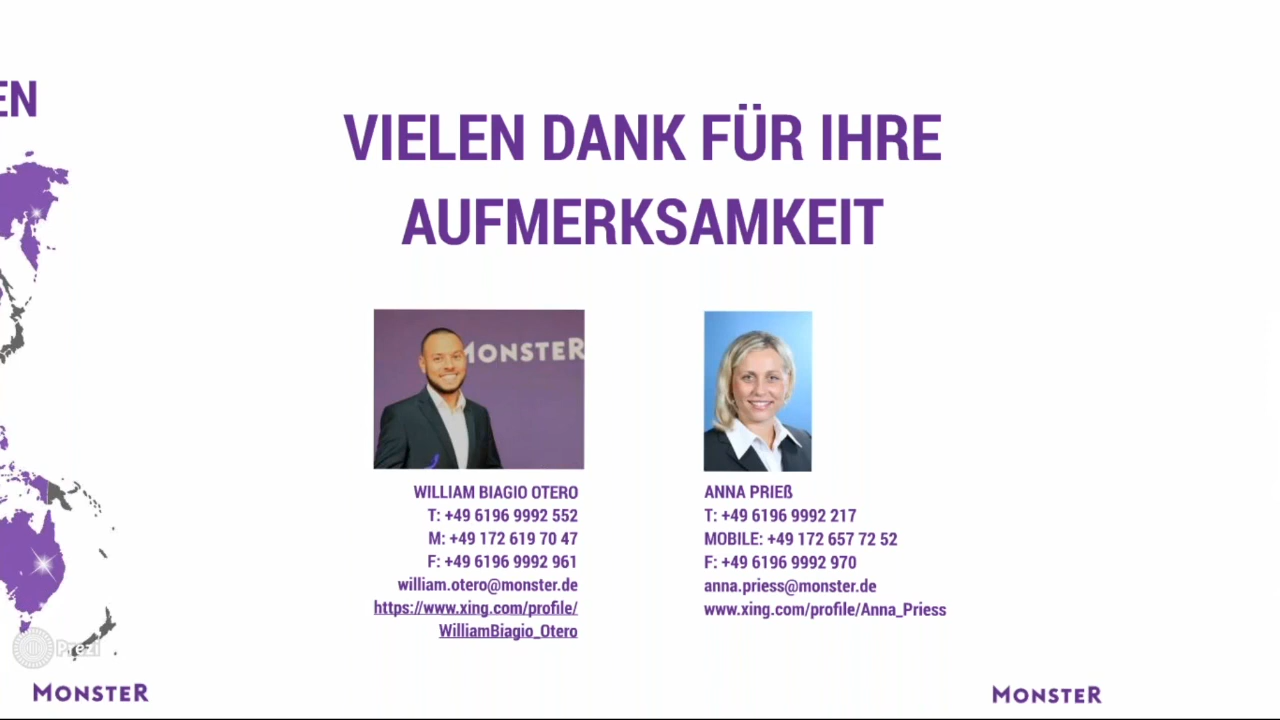 EN
VIELEN DANK FÜR IHRE
AUFMERKSAMKEIT
MONSTER
WILLIAM BIAGIO OTERO
T: +49 6196 9992 552
M: +49 172 619 70 47
F: +49 6196 9992 961
william.otero@monster.de
https://www.xing.com/profile/
WilliamBiagio_Otero
ANNA PRIEß
T: +49 6196 9992 217
MOBILE: +49 172 657 72 52
F: +49 6196 9992 970
anna.priess@monster.de
www.xing.com/profile/Anna_Priess
Prezi
MONSTER
MONSTER